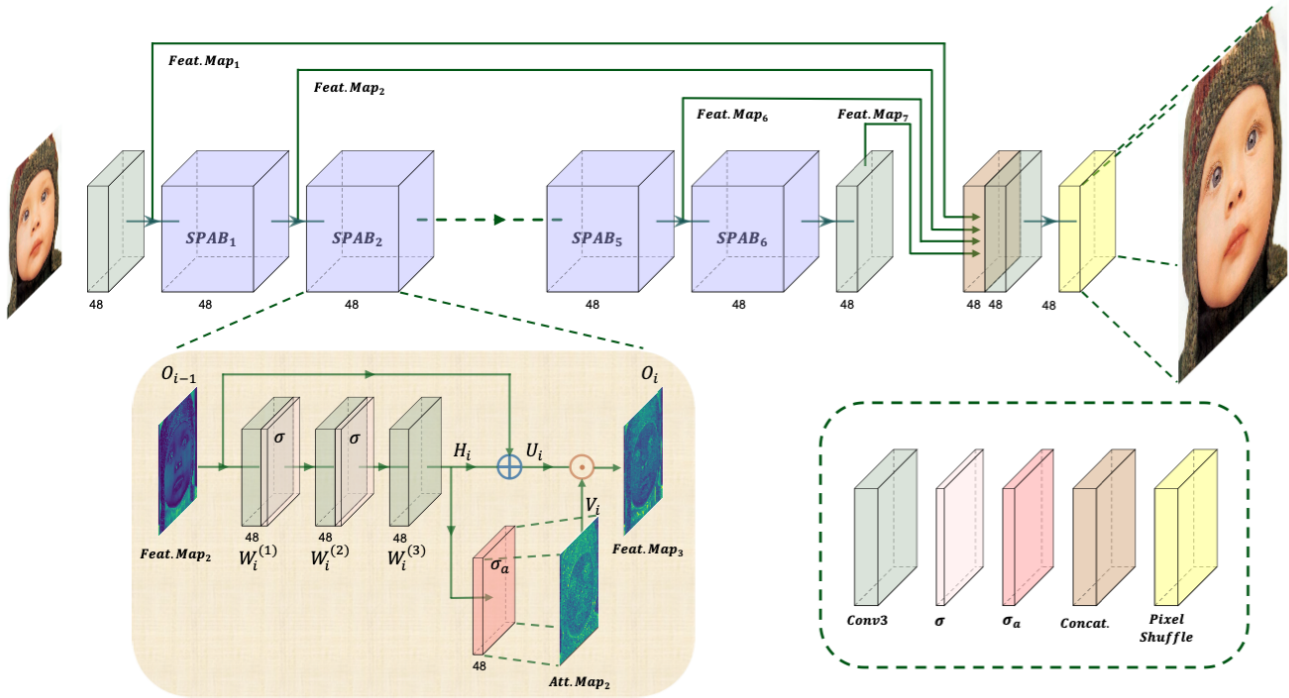 Feat.Map₁
Feat.Map₂
Feat.Map₆
Feat.Map₇
SPAB₁
SPAB₂
SPAB₅
SPAB₆
48
48
48
48
48
48
48
48
48
Oᵢ₋₁
Oᵢ
σ
σ
Hᵢ
Uᵢ
Vᵢ
48
48
48
Feat.Map₂
Wᵢ⁽¹⁾
Wᵢ⁽²⁾
Wᵢ⁽³⁾
Feat.Map₃
σₐ
48
Att.Map₂
Conv3
σ
σₐ
Concat.
Pixel
Shuffle